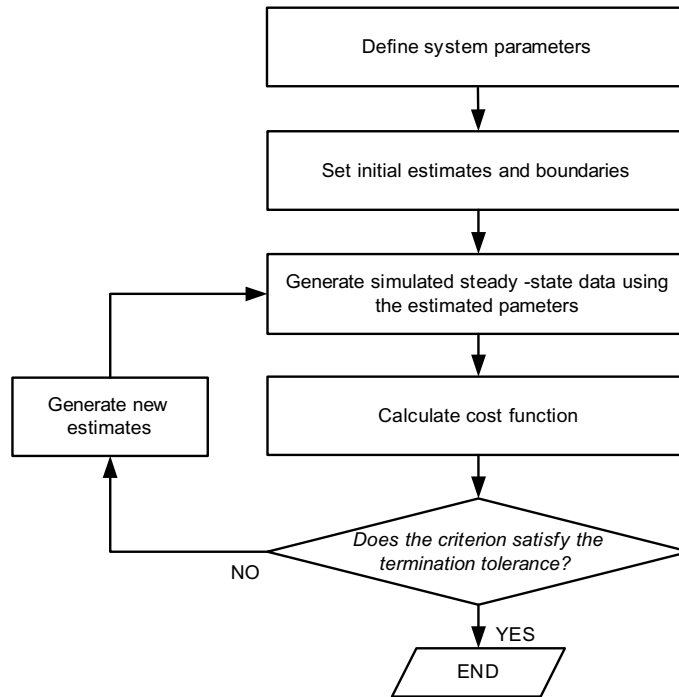 Define system parameters
Set initial estimates and boundaries
Generate simulated steady -state data using
the estimated pameters
Generate new
estimates
Calculate cost function
Does the criterion satisfy the
termination tolerance?
NO
YES
END